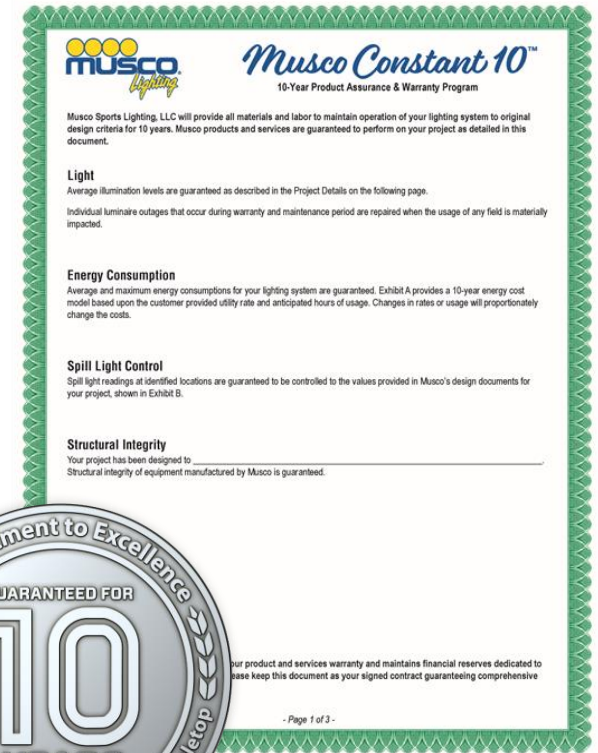 MUSCO
Lighting
Musco Constant 10™
10-Year Product Assurance & Warranty Program
Musco Sports Lighting, LLC will provide all materials and labor to maintain operation of your lighting system to original
design criteria for 10 years. Musco products and services are guaranteed to perform on your project as detailed in this
document.
Light
Average illumination levels are guaranteed as described in the Project Details on the following page.
Individual luminaire outages that occur during warranty and maintenance period are repaired when the usage of any field is materially
impacted.
Energy Consumption
Average and maximum energy consumptions for your lighting system are guaranteed. Exhibit A provides a 10-year energy cost
model based upon the customer provided utility rate and anticipated hours of usage. Changes in rates or usage will proportionately
change the costs.
Spill Light Control
Spill light readings at identified locations are guaranteed to be controlled to the values provided in Musco's design documents for
your project, shown in Exhibit B.
Structural Integrity
Your project has been designed to ________.
Structural integrity of equipment manufactured by Musco is guaranteed.
ment to Excellence
UARANTEED FOR
10
etop
our product and services warranty and maintains financial reserves dedicated to
ease keep this document as your signed contract guaranteeing comprehensive
- Page 1 of 3 -